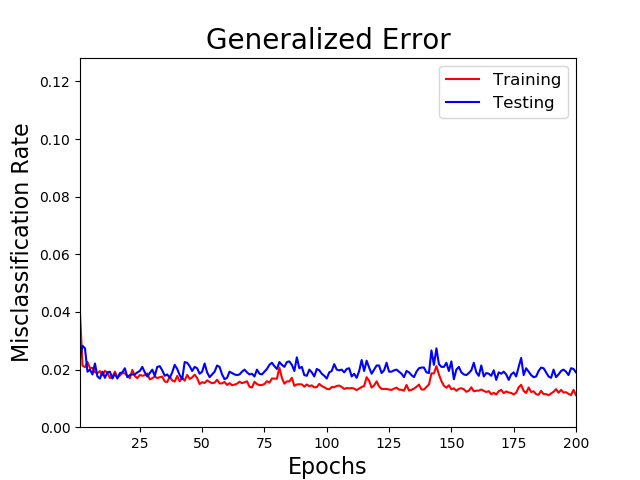 Generalized Error
Training
Testing
Misclassification Rate
0.12
0.10
0.08
0.06
0.04
0.02
0.00
25 50 75 100 125 150 175 200
Epochs